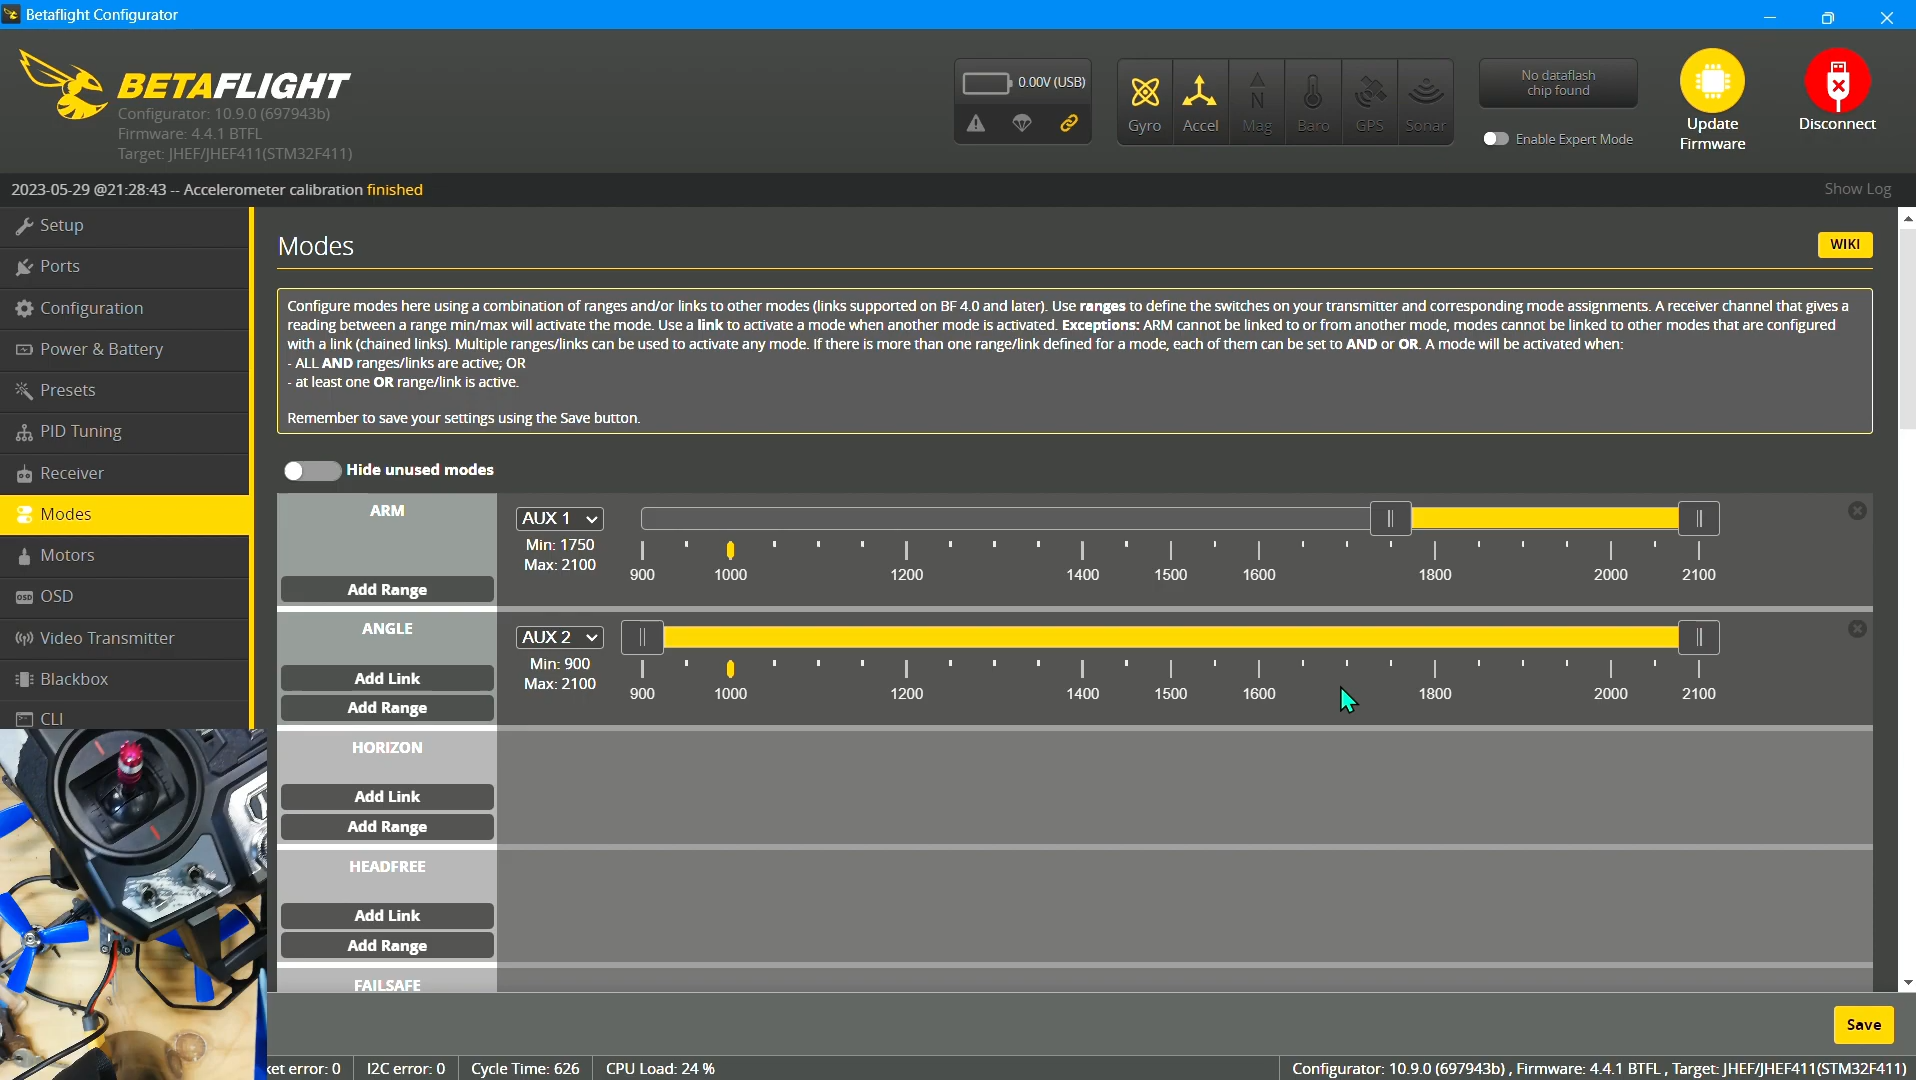 Betaflight Configurator
BETAFLIGHT
Configurator: 10.9.0 (697943b)
Firmware: 4.4.1 BTFL
Target: JHEF/JHEF411(STM32F411)
0.00V (USB)
Gyro
Accel
Mag
Baro
GPS
Sonar
No dataflash
chip found
Enable Expert Mode
Update
Firmware
Disconnect
2023-05-29 @21:28:43 -- Accelerometer calibration finished
Show Log
Setup
Ports
Configuration
Power & Battery
Presets
PID Tuning
Receiver
Modes
Motors
OSD
Video Transmitter
Blackbox
CLI
Modes
WIKI
Configure modes here using a combination of ranges and/or links to other modes (links supported on BF 4.0 and later). Use ranges to define the switches on your transmitter and corresponding mode assignments. A receiver channel that gives a
reading between a range min/max will activate the mode. Use a link to activate a mode when another mode is activated. Exceptions: ARM cannot be linked to or from another mode, modes cannot be linked to other modes that are configured
with a link (chained links). Multiple ranges/links can be used to activate any mode. If there is more than one range/link defined for a mode, each of them can be set to AND or OR. A mode will be activated when:
- ALL AND ranges/links are active; OR
- at least one OR range/link is active.
Remember to save your settings using the Save button.
Hide unused modes
ARM
Add Range
AUX 1
Min: 1750
Max: 2100
900 1000 1200 1400 1500 1600 1800 2000 2100
ANGLE
Add Link
Add Range
AUX 2
Min: 900
Max: 2100
900 1000 1200 1400 1500 1600 1800 2000 2100
HORIZON
Add Link
Add Range
HEADFREE
Add Link
Add Range
FAILSAFE
Save
ket error: 0
I2C error: 0
Cycle Time: 626
CPU Load: 24 %
Configurator: 10.9.0 (697943b) , Firmware: 4.4.1 BTFL , Target: JHEF/JHEF411(STM32F411)